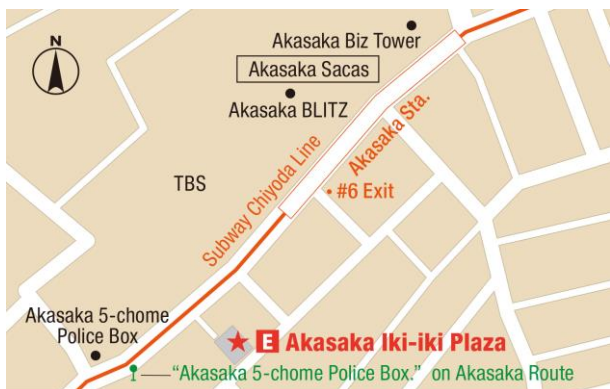 N
Akasaka Biz Tower
Akasaka Sacas
Akasaka BLITZ
Subway Chiyoda Line
Akasaka Sta.
#6 Exit
TBS
Akasaka 5-chome
Police Box
E Akasaka Iki-iki Plaza
“Akasaka 5-chome Police Box.” on Akasaka Route